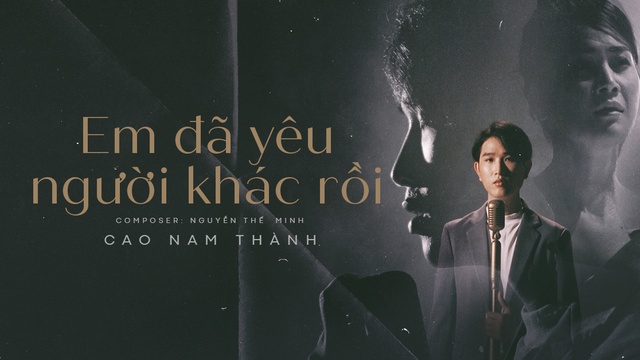 Em đã yêu
người khác rồi
COMPOSER: NGUYỄN THẾ MINH
CAO NAM THÀNH